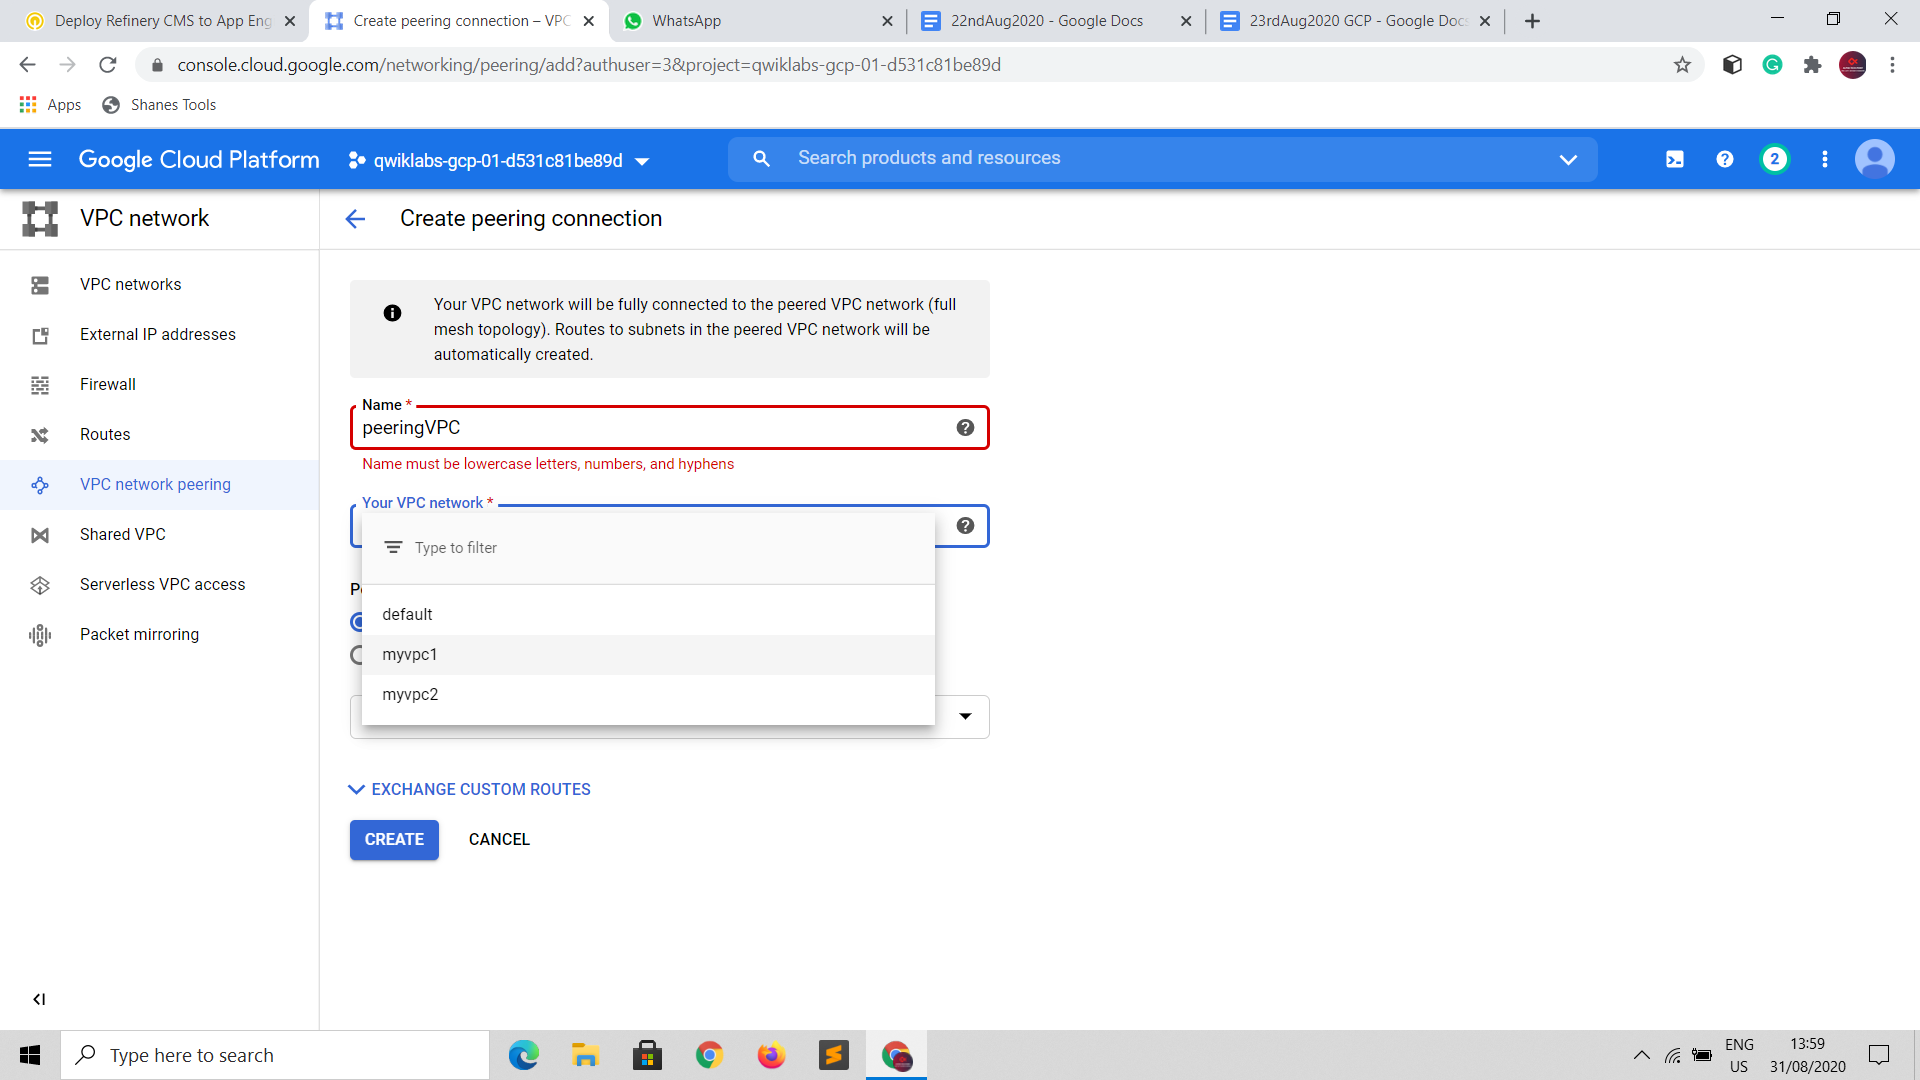 Deploy Refinery CMS to App Eng
Create peering connection – VPC
WhatsApp
22ndAug2020 - Google Docs
23rdAug2020 GCP - Google Docs
console.cloud.google.com/networking/peering/add?authuser=3&project=qwiklabs-gcp-01-d531c81be89d
Apps
Shanes Tools
Google Cloud Platform
qwiklabs-gcp-01-d531c81be89d
Search products and resources
2
VPC network
Create peering connection
VPC networks
External IP addresses
Firewall
Routes
VPC network peering
Shared VPC
Serverless VPC access
Packet mirroring
Your VPC network will be fully connected to the peered VPC network (full
mesh topology). Routes to subnets in the peered VPC network will be
automatically created.
Name *
peeringVPC
Name must be lowercase letters, numbers, and hyphens
Your VPC network *
Type to filter
default
myvpc1
myvpc2
EXCHANGE CUSTOM ROUTES
CREATE
CANCEL
Type here to search
ENG
US
13:59
31/08/2020